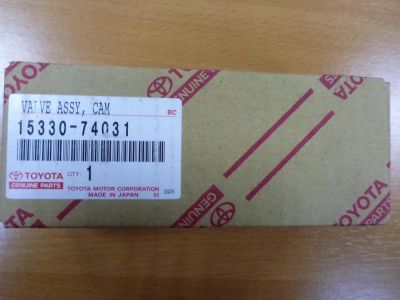 VALVE ASSY, CAM
BC
15330-74031
TOYOTA
GENUINE PARTS
QTY: 1
TOYOTA MOTOR CORPORATION
MADE IN JAPAN
TOYOTA
GENUINE
TOYOTA
GENUINE
GENUINE